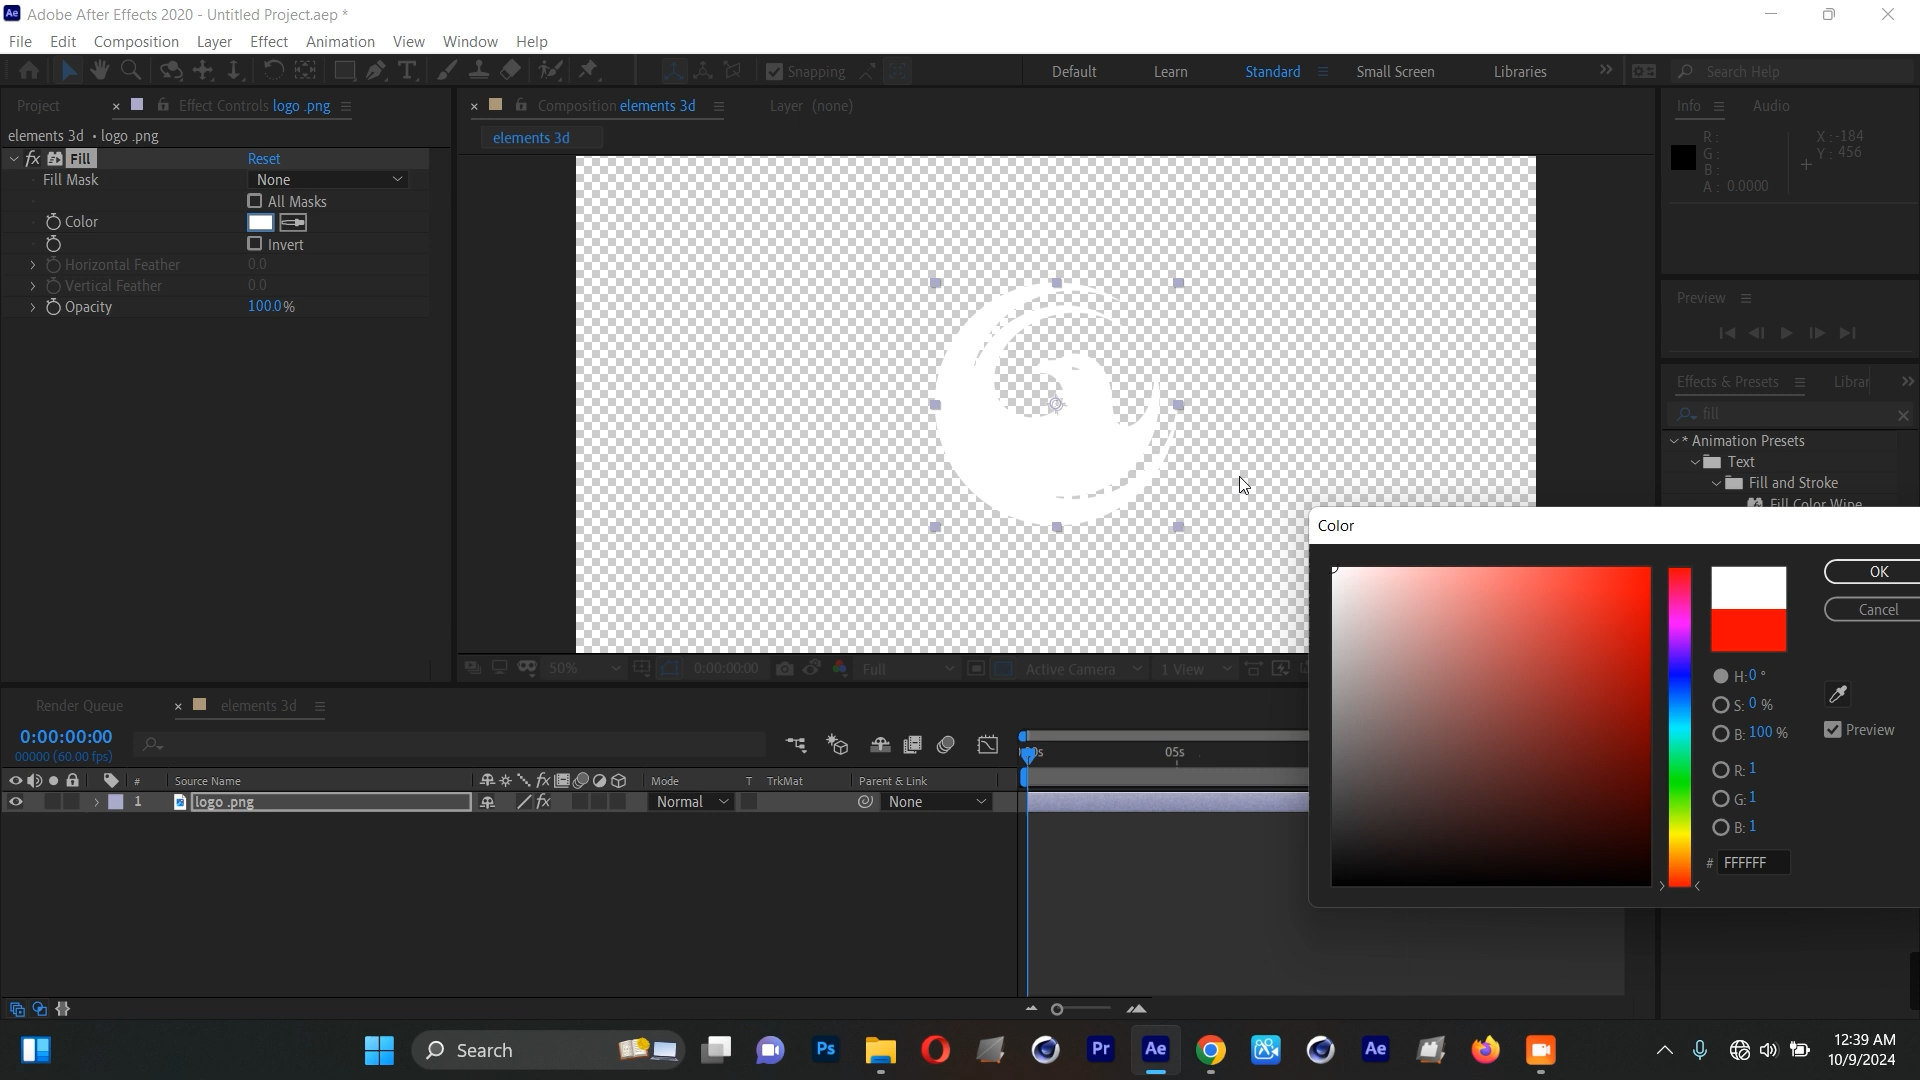 Adobe After Effects 2020 - Untitled Project.aep *
File Edit Composition Layer Effect Animation View Window Help
Snapping Default Learn Standard Small Screen Libraries Search Help
Project Effect Controls logo .png Composition elements 3d Layer (none) Info Audio
elements 3d • logo .png
elements 3d
R: X: -184
G: Y: 456
B:
A: 0.0000
fx Fill Reset
Fill Mask None
All Masks
Color
Invert
Horizontal Feather 0.0
Vertical Feather 0.0
Opacity 100.0%
Preview
Effects & Presets Librar
fill
* Animation Presets
Text
Fill and Stroke
Fill Color Wipe
Color
OK
Cancel
H: 0 °
S: 0 %
B: 100 %
Preview
R: 1
G: 1
B: 1
# FFFFFF
50% 0:00:00:00 Full Active Camera 1 View
Render Queue elements 3d
0:00:00:00
00000 (60.00 fps)
05s
# Source Name Mode T TrkMat Parent & Link
1 logo .png Normal None
Search Ps Pr Ae Ae
12:39 AM
10/9/2024